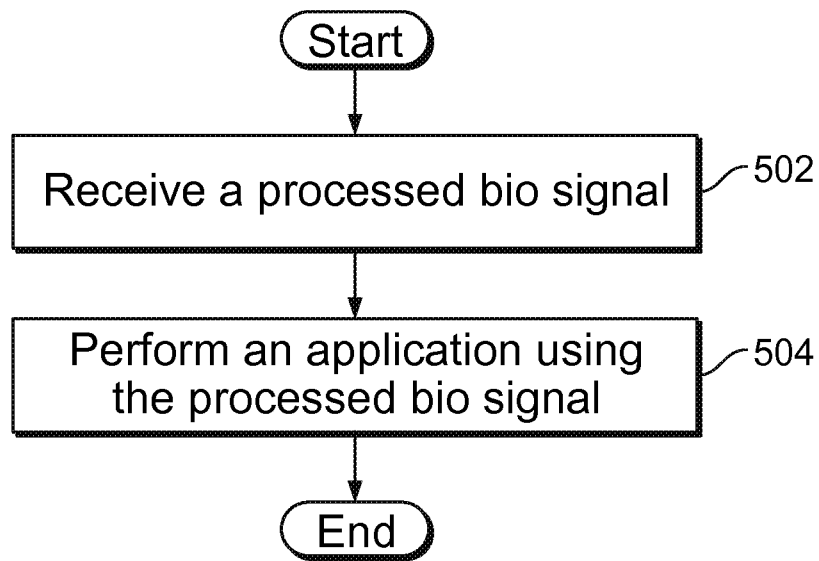 Start
Receive a processed bio signal
502
Perform an application using
the processed bio signal
504
End